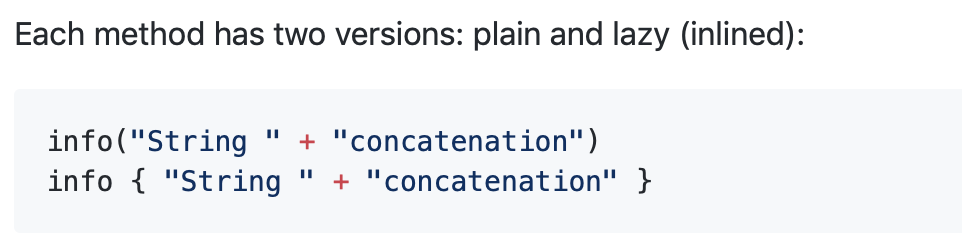 Each method has two versions: plain and lazy (inlined):
info("String " + "concatenation")
info { "String " + "concatenation" }